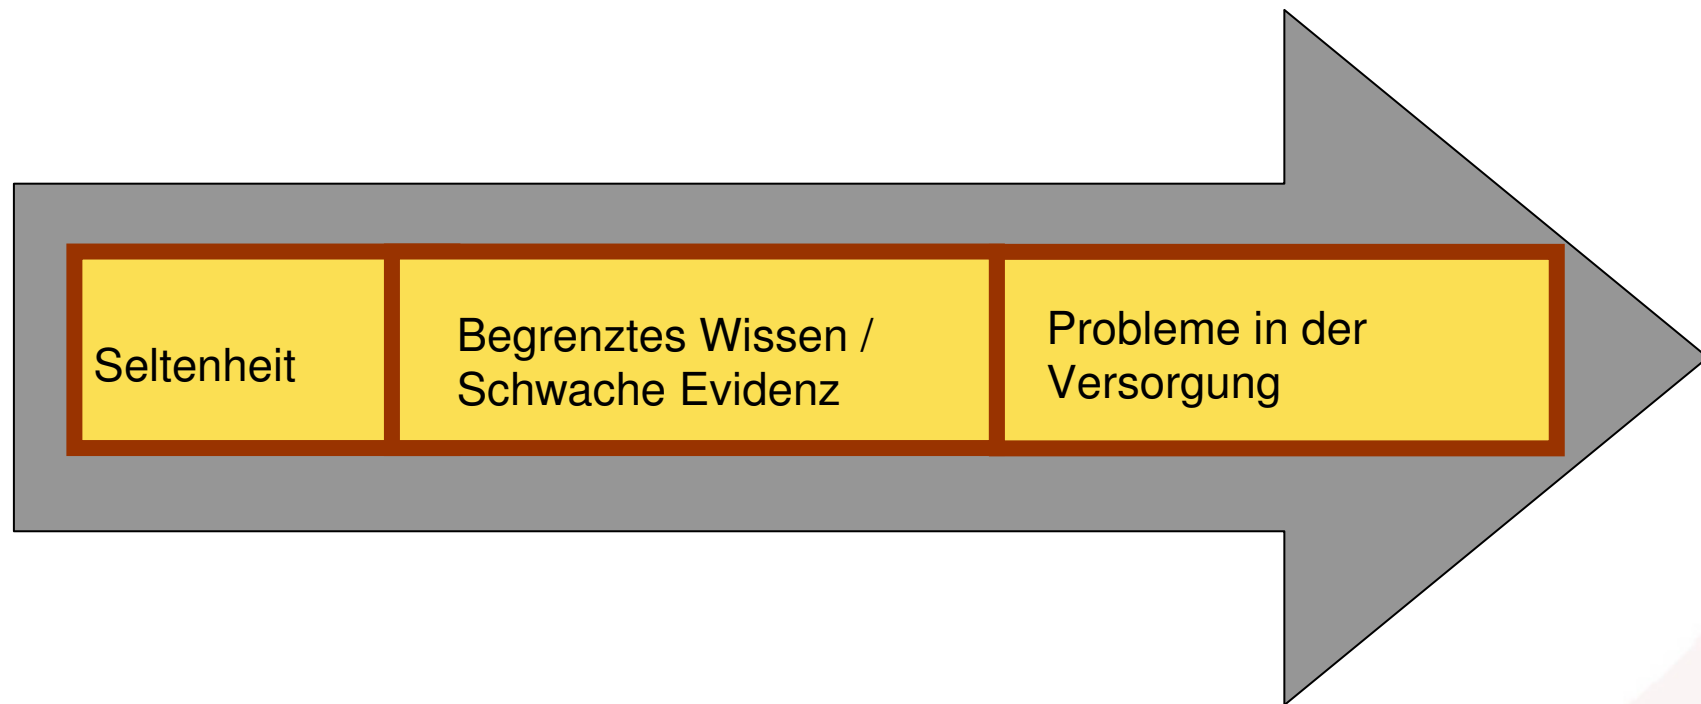 Seltenheit
Begrenztes Wissen /
Schwache Evidenz
Probleme in der
Versorgung